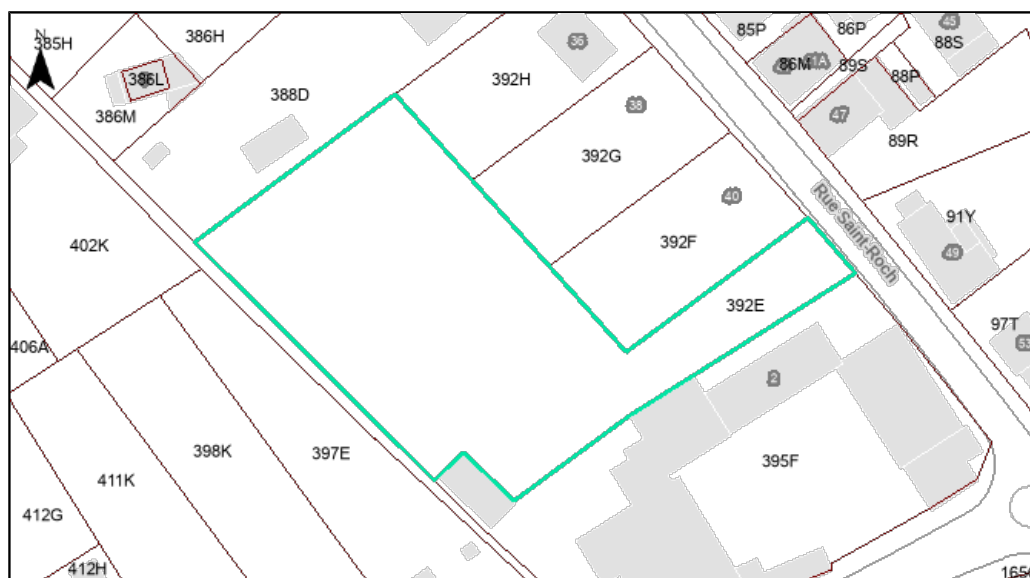 N
385H
386H
386L
386M
388D
392H
36
38
392G
40
392F
392E
85P
86P
86M
89S
88S
45
88P
47
89R
Rue Saint-Roch
91Y
49
97T
53
402K
406A
411K
398K
397E
412G
412H
2
395F